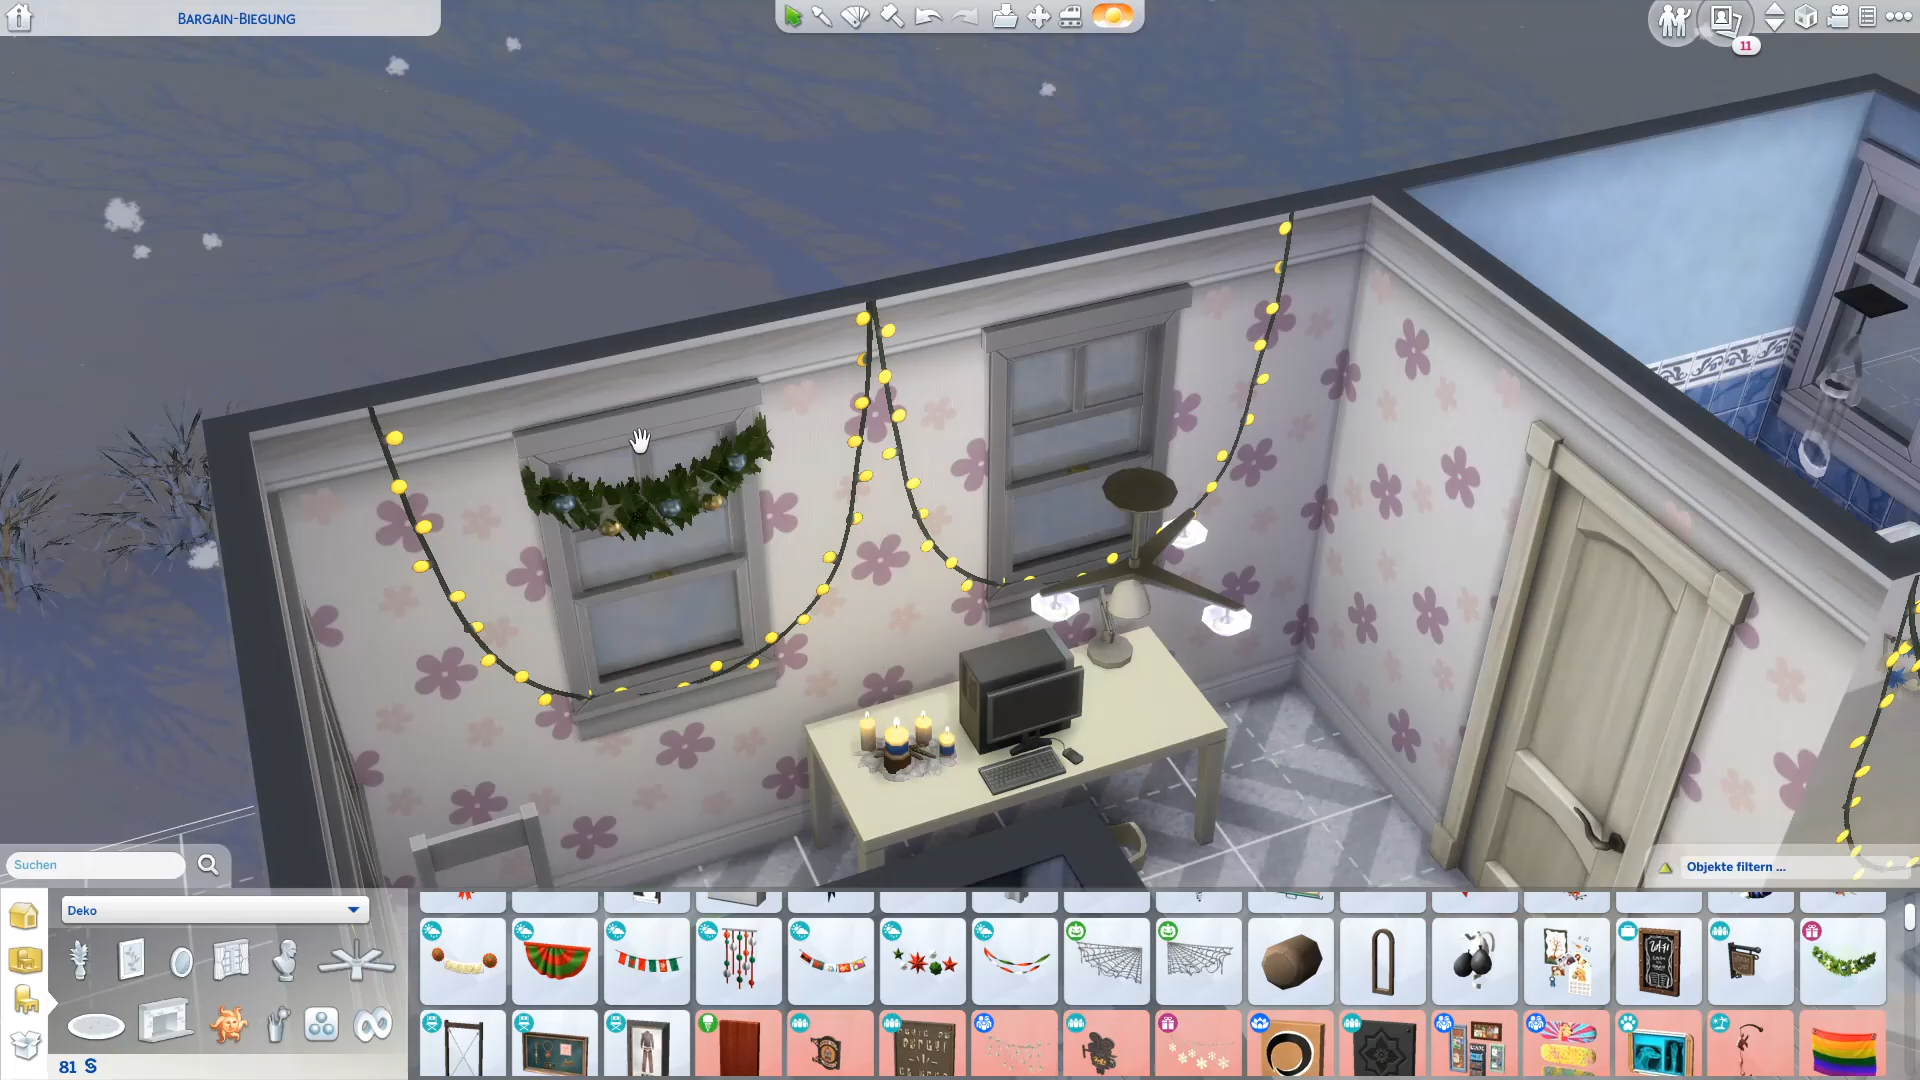 BARGAIN-BIEGUNG
11
Suchen
Objekte filtern ...
Deko
81 S